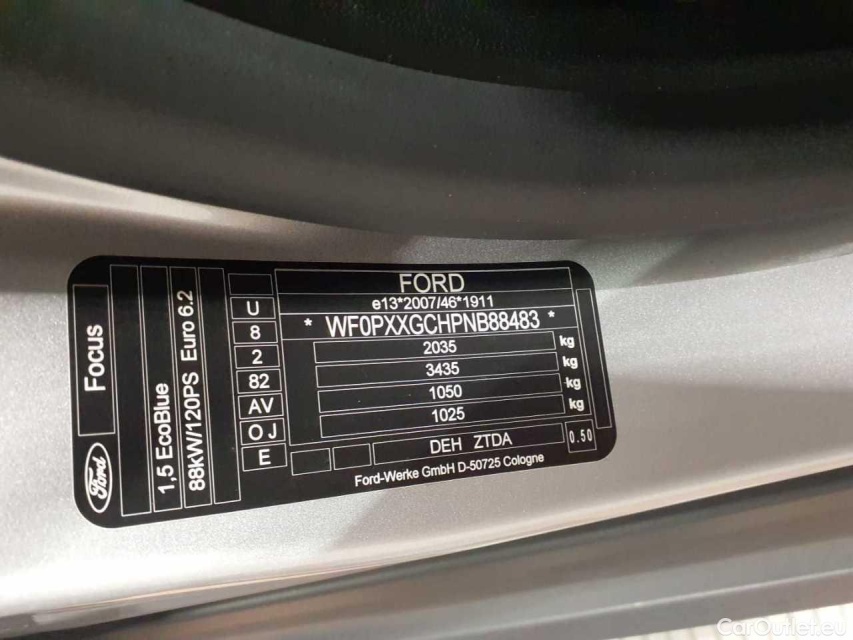 Focus
Ford
1,5 EcoBlue
88KW/120PS Euro 6.2
U
8
2
82
AV
OJ
E
FORD
e13*2007/46*1911
* WF0PXXGCHPNB88483 *
2035 kg
3435 kg
1050 kg
1025 kg
DEH ZTDA 0.50
Ford-Werke GmbH D-50725 Cologne
CarOutlet.eu